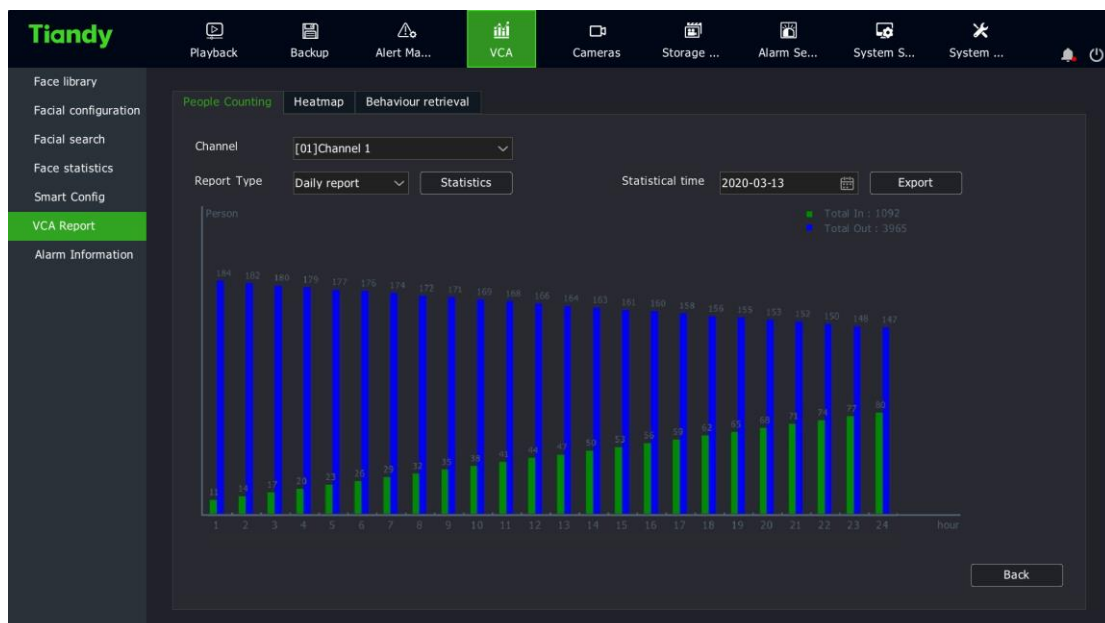 Tiandy
Playback Backup Alert Ma... VCA Cameras Storage ... Alarm Se... System S... System ...
Face library
Facial configuration
Facial search
Face statistics
Smart Config
VCA Report
Alarm Information
People Counting Heatmap Behaviour retrieval
Channel [01]Channel 1
Report Type Daily report Statistics Statistical time 2020-03-13 Export
Person
Total In : 1092
Total Out : 3965
184 182 180 179 177 176 174 172 171 169 168 166 164 163 161 160 158 156 155 153 152 150 148 147
11 14 17 20 23 26 29 32 35 38 41 44 47 50 53 56 59 62 65 68 71 74 77 80
1 2 3 4 5 6 7 8 9 10 11 12 13 14 15 16 17 18 19 20 21 22 23 24 hour
Back